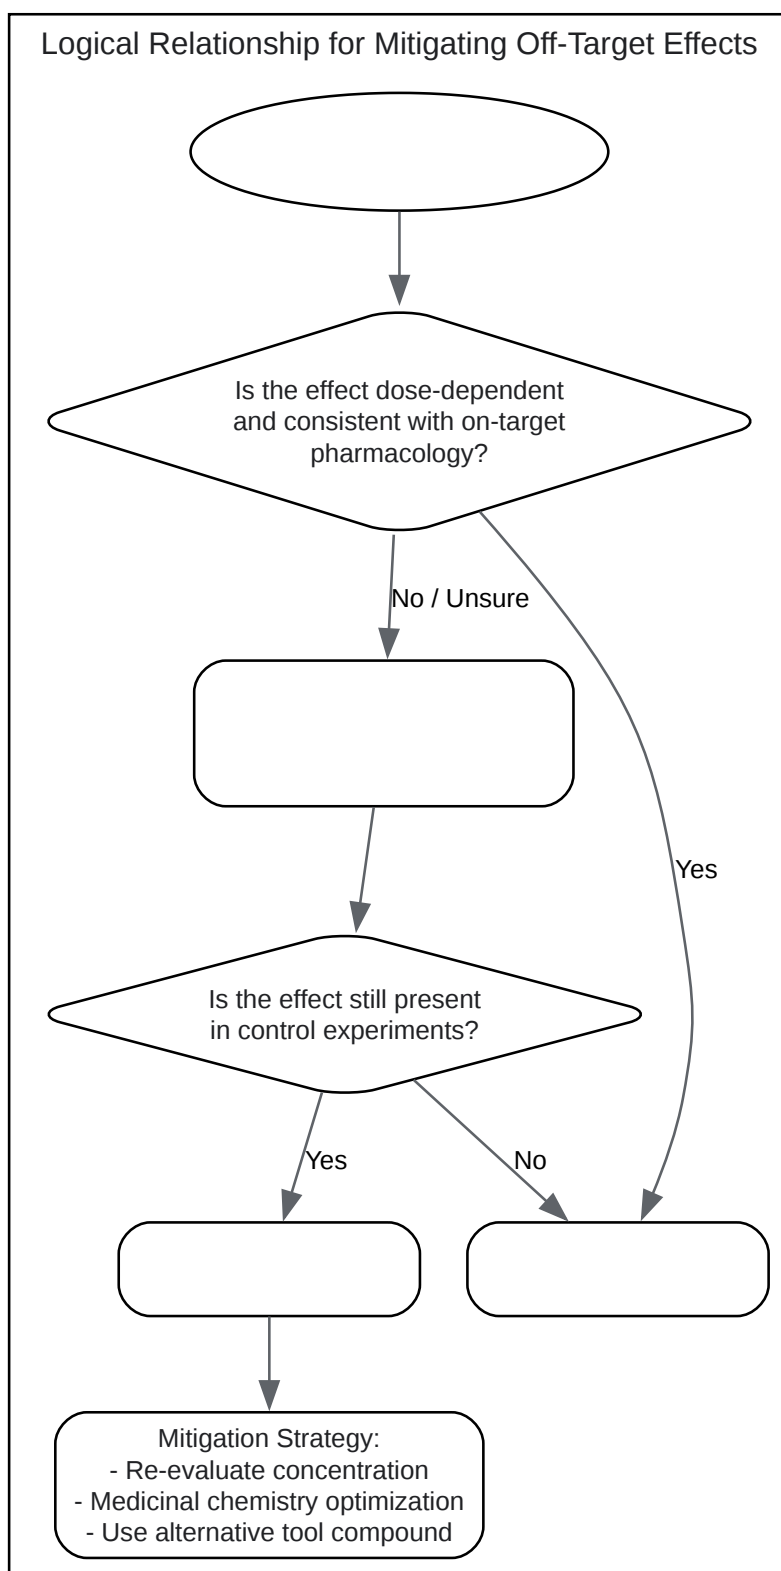 Logical Relationship for Mitigating Off-Target Effects
Is the effect dose-dependent
and consistent with on-target
pharmacology?
No / Unsure
Yes
Is the effect still present
in control experiments?
Yes
No
Mitigation Strategy:
- Re-evaluate concentration
- Medicinal chemistry optimization
- Use alternative tool compound